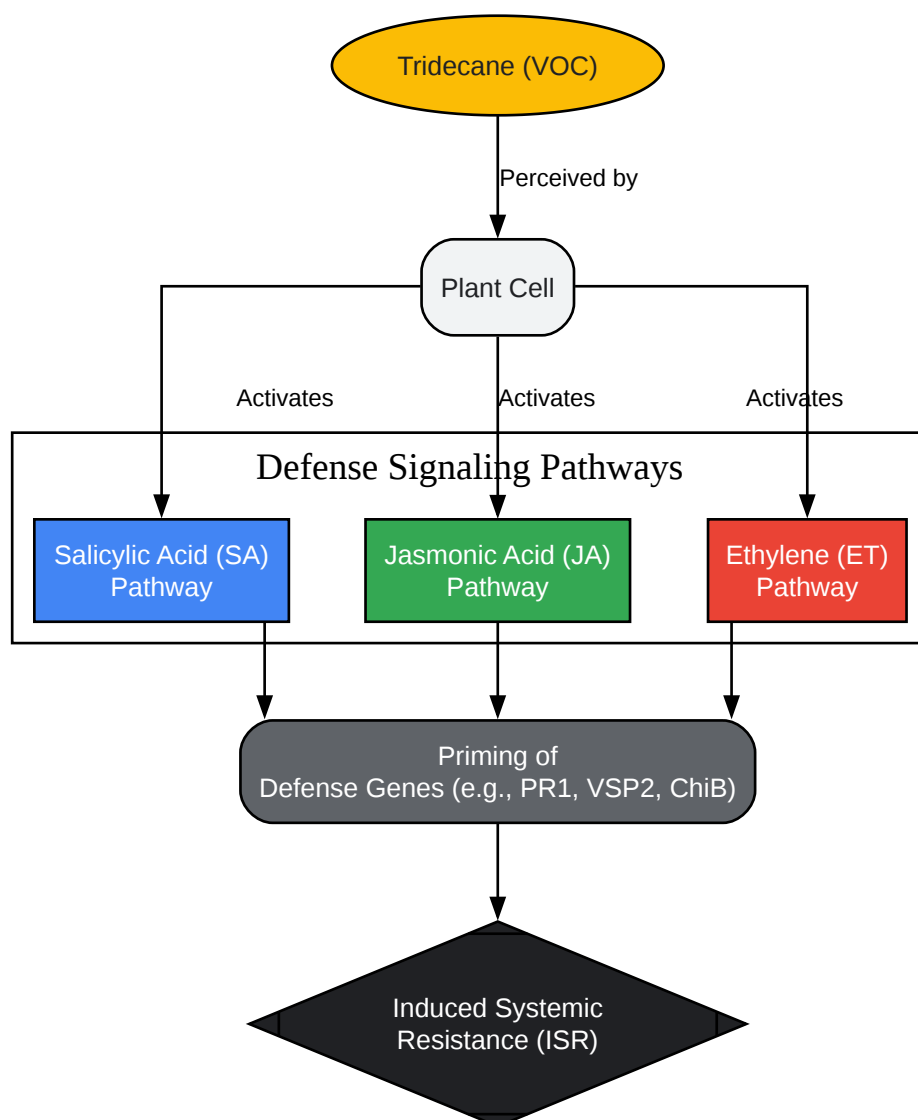 Tridecane (VOC)
Perceived by
Plant Cell
Activates
Activates
Activates
Defense Signaling Pathways
Salicylic Acid (SA)
Pathway
Jasmonic Acid (JA)
Pathway
Ethylene (ET)
Pathway
Priming of
Defense Genes (e.g., PR1, VSP2, ChiB)
Induced Systemic
Resistance (ISR)